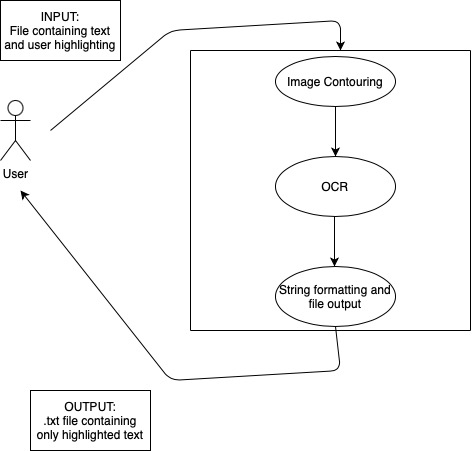 INPUT:
File containing text
and user highlighting
Image Contouring
User
OCR
String formatting and
file output
OUTPUT:
.txt file containing
only highlighted text